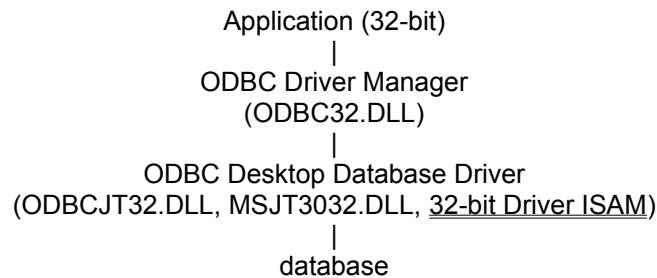 Application (32-bit)
|
ODBC Driver Manager
(ODBC32.DLL)
|
ODBC Desktop Database Driver
(ODBCJT32.DLL, MSJT3032.DLL, 32-bit Driver ISAM)
|
database